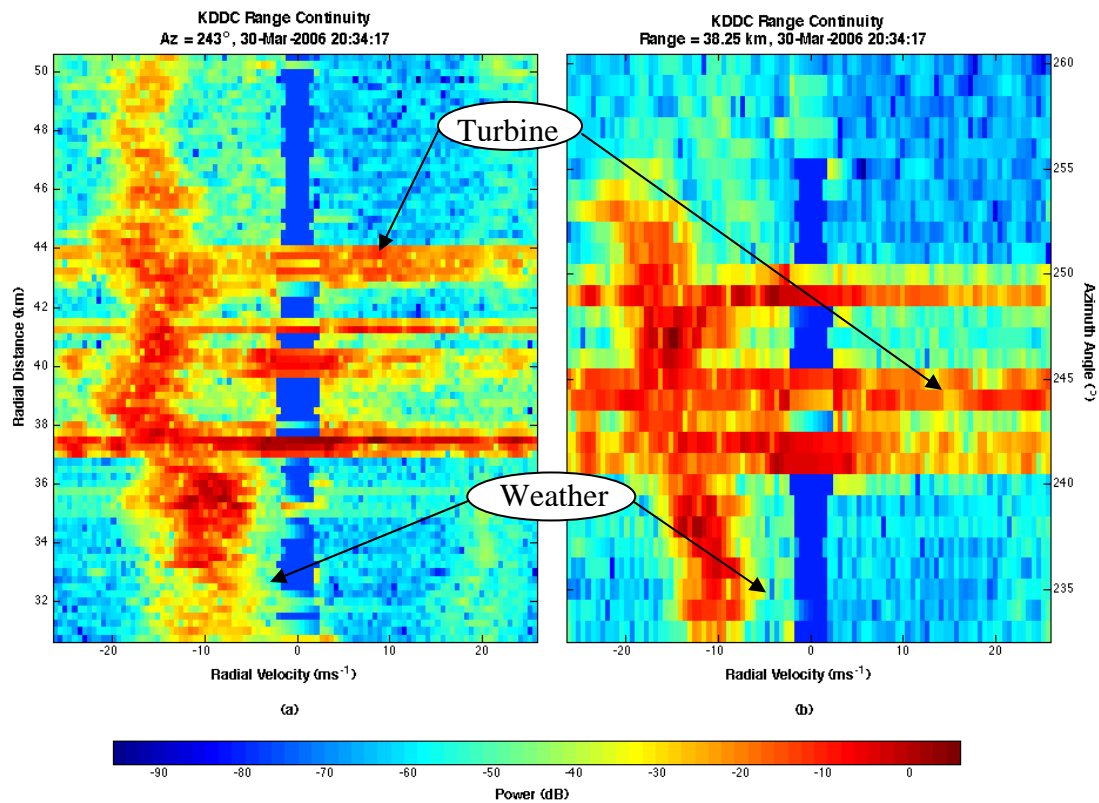 KDDC Range Continuity
Az = 243°, 30-Mar-2006 20:34:17
50
48
46
44
42
40
38
36
34
32
Radial Distance (km)
-20
-10
0
10
20
Radial Velocity (ms⁻¹)
(a)
KDDC Range Continuity
Range = 38.25 km, 30-Mar-2006 20:34:17
260
255
250
245
240
235
Azimuth Angle (°)
-20
-10
0
10
20
Radial Velocity (ms⁻¹)
(b)
Turbine
Weather
-90
-80
-70
-60
-50
-40
-30
-20
-10
0
Power (dB)